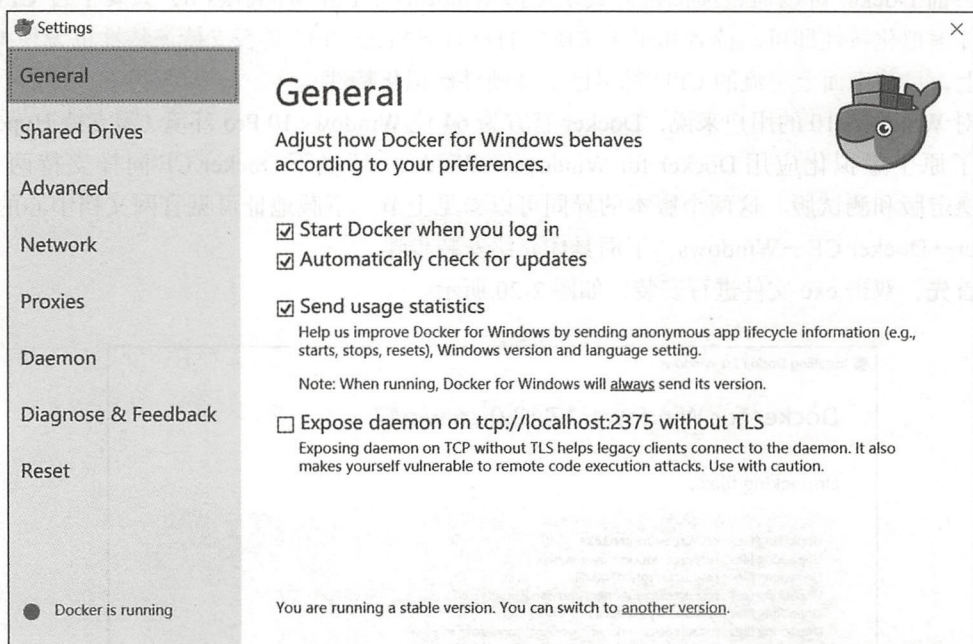 Settings
General
Shared Drives
Advanced
Network
Proxies
Daemon
Diagnose & Feedback
Reset
Docker is running
General
Adjust how Docker for Windows behaves
according to your preferences.
Start Docker when you log in
Automatically check for updates
Send usage statistics
Help us improve Docker for Windows by sending anonymous app lifecycle information (e.g.,
starts, stops, resets), Windows version and language setting.
Note: When running, Docker for Windows will always send its version.
Expose daemon on tcp://localhost:2375 without TLS
Exposing daemon on TCP without TLS helps legacy clients connect to the daemon. It also
makes yourself vulnerable to remote code execution attacks. Use with caution.
You are running a stable version. You can switch to another version.